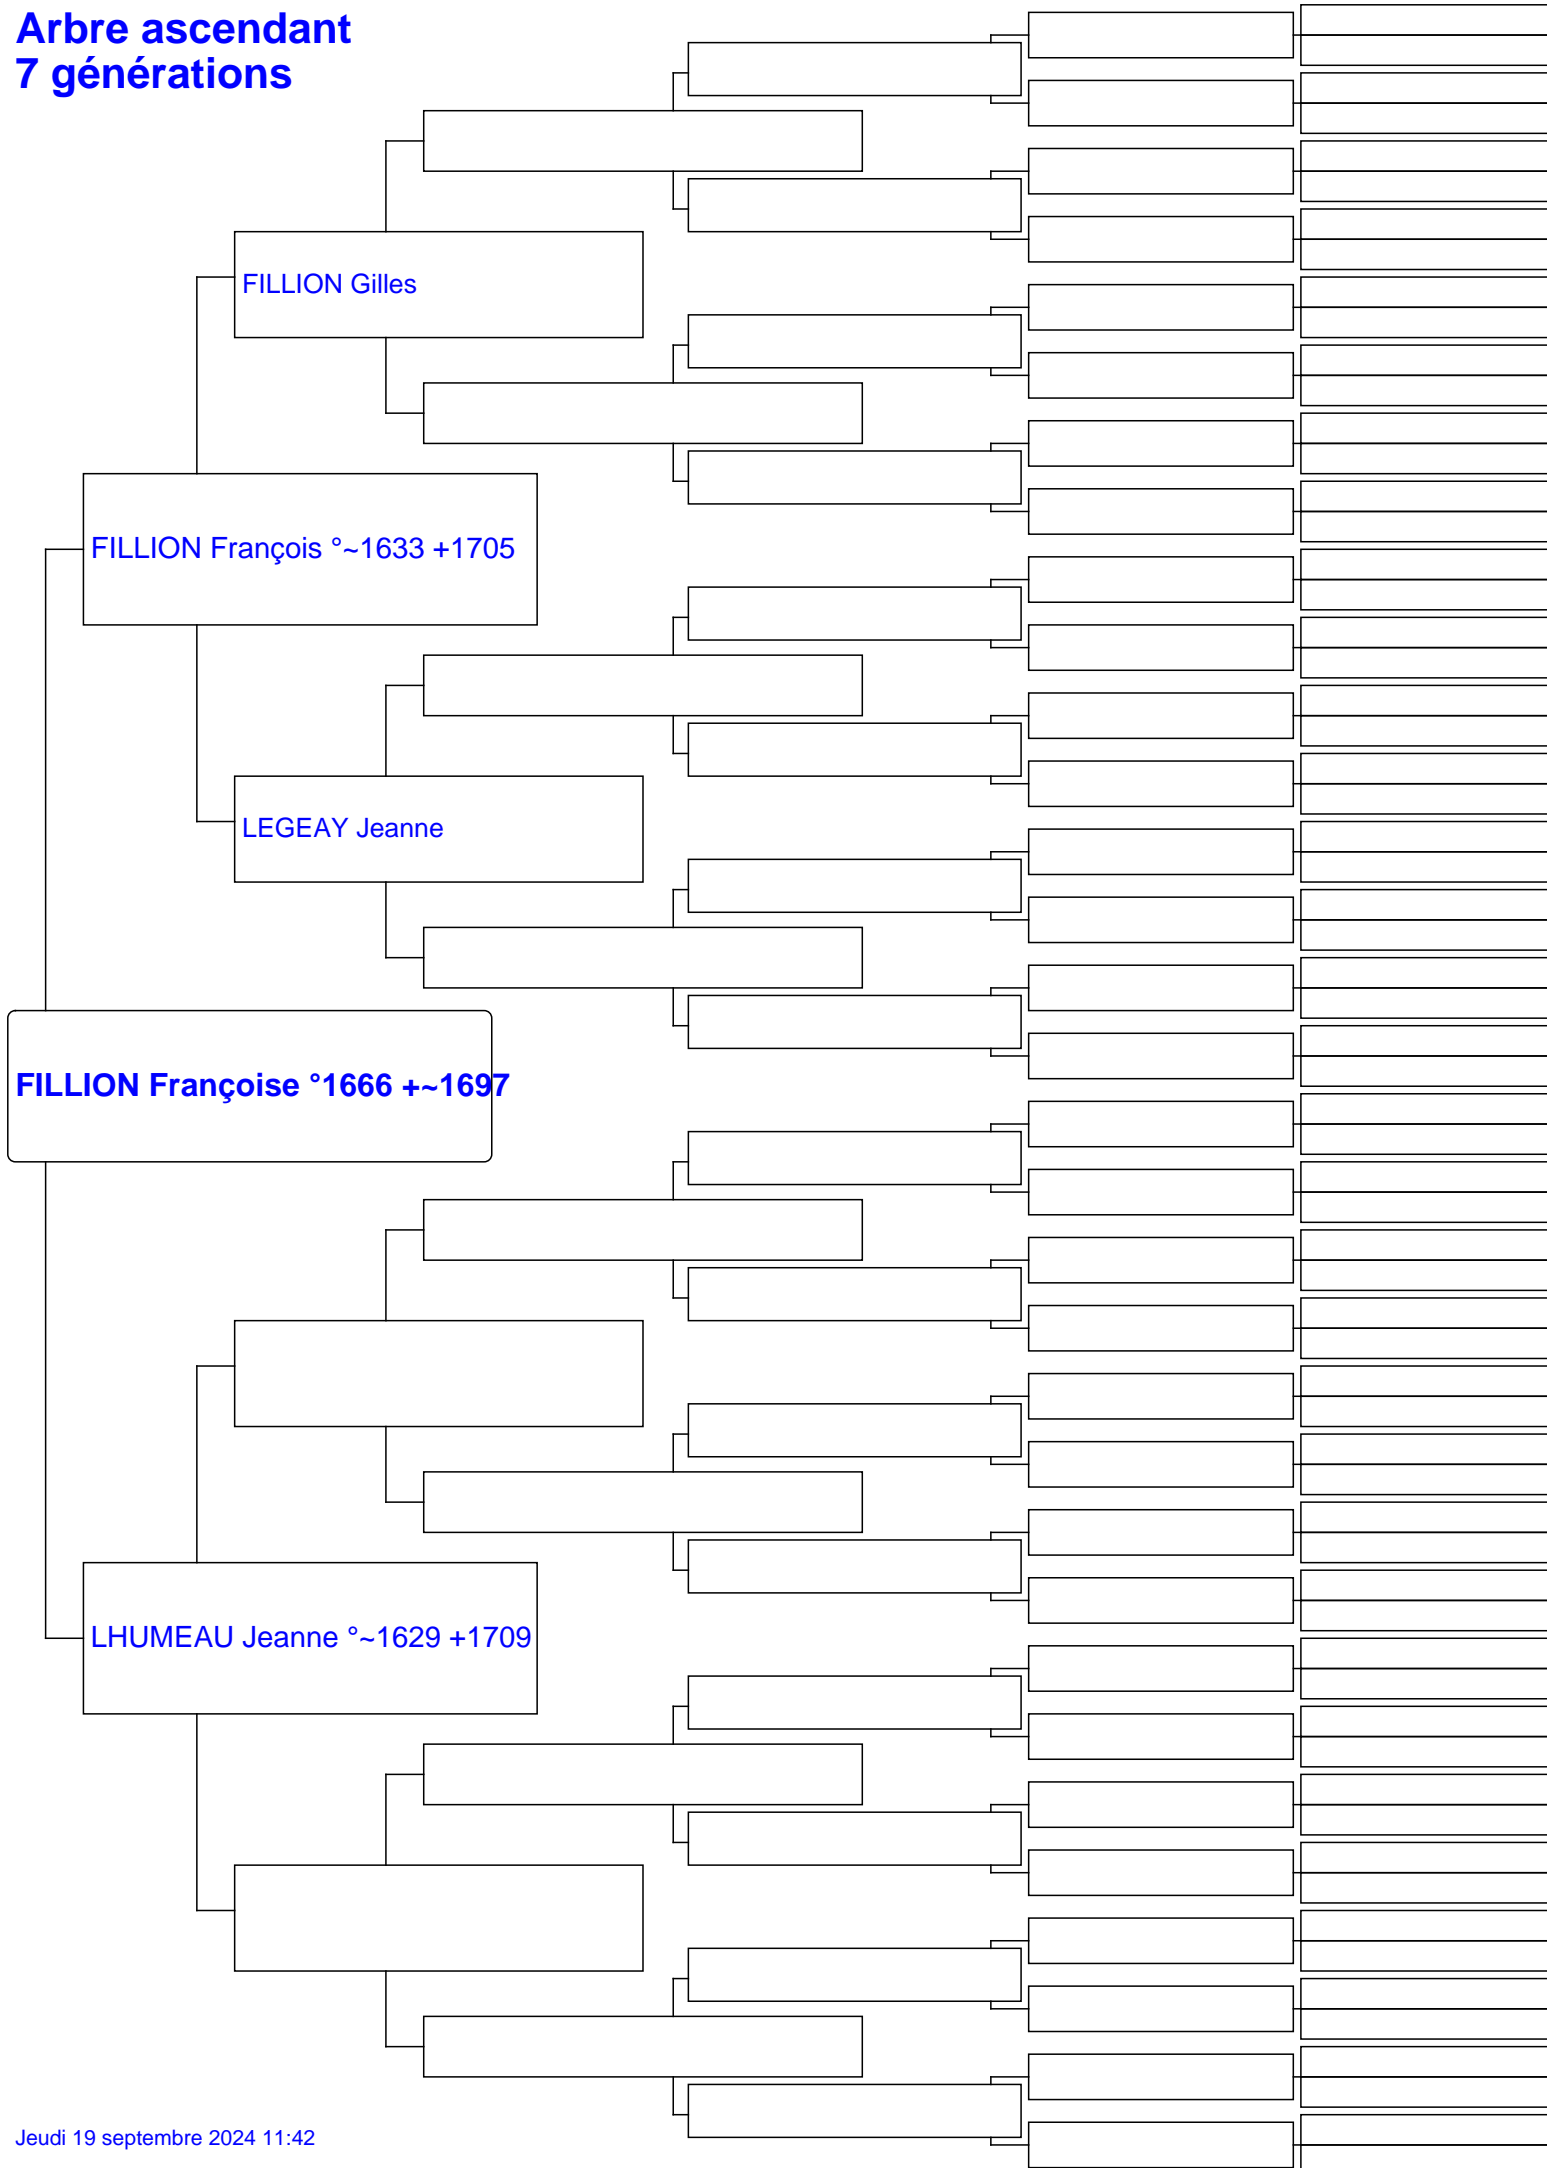 Arbre ascendant
7 générations
FILLION Gilles
FILLION François °~1633 +1705
LEGEAY Jeanne
FILLION Françoise °1666 +~1697
LHUMEAU Jeanne °~1629 +1709
Jeudi 19 septembre 2024 11:42